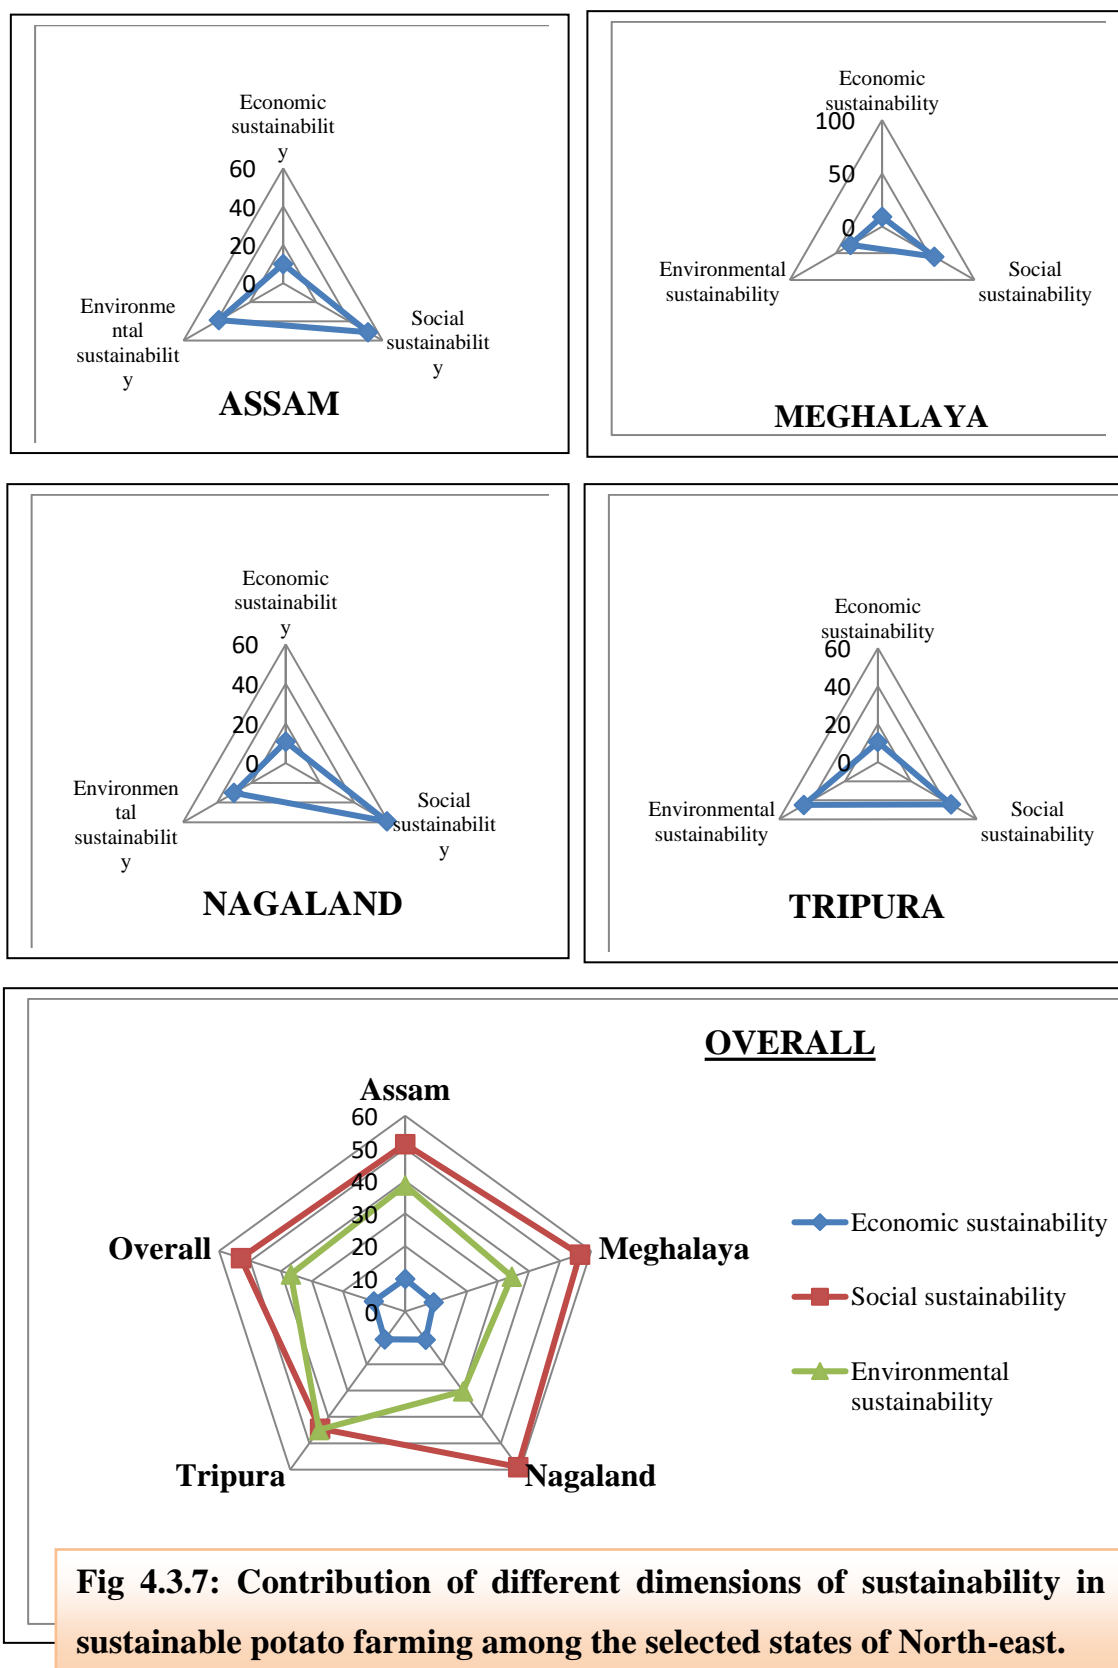 Economic
sustainabilit
y
60
40
20
0
Environme
ntal
sustainabilit
y
Social
sustainabilit
y
ASSAM
Economic
sustainability
100
50
0
Environmental
sustainability
Social
sustainability
MEGHALAYA
Economic
sustainabilit
y
60
40
20
0
Environmen
tal
sustainabilit
y
Social
sustainabilit
y
NAGALAND
Economic
sustainability
60
40
20
0
Environmental
sustainability
Social
sustainability
TRIPURA
OVERALL
Assam
60
50
40
30
20
10
0
Overall
Meghalaya
Tripura
Nagaland
Economic sustainability
Social sustainability
Environmental
sustainability
Fig 4.3.7: Contribution of different dimensions of sustainability in
sustainable potato farming among the selected states of North-east.